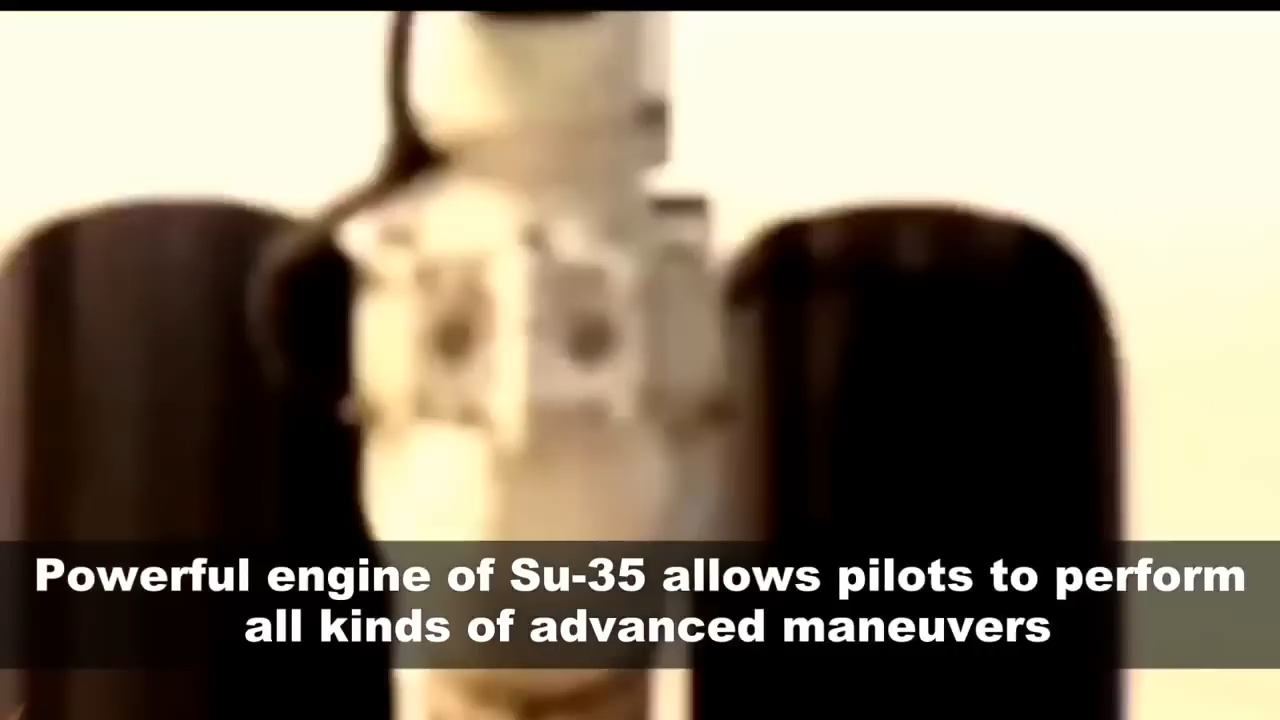 Powerful engine of Su-35 allows pilots to perform
all kinds of advanced maneuvers